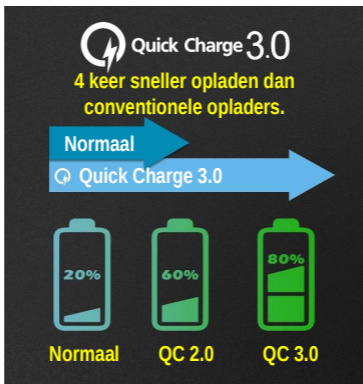 Quick Charge 3.0
4 keer sneller opladen dan
conventionele opladers.
Normaal
Quick Charge 3.0
20%
60%
80%
Normaal
QC 2.0
QC 3.0